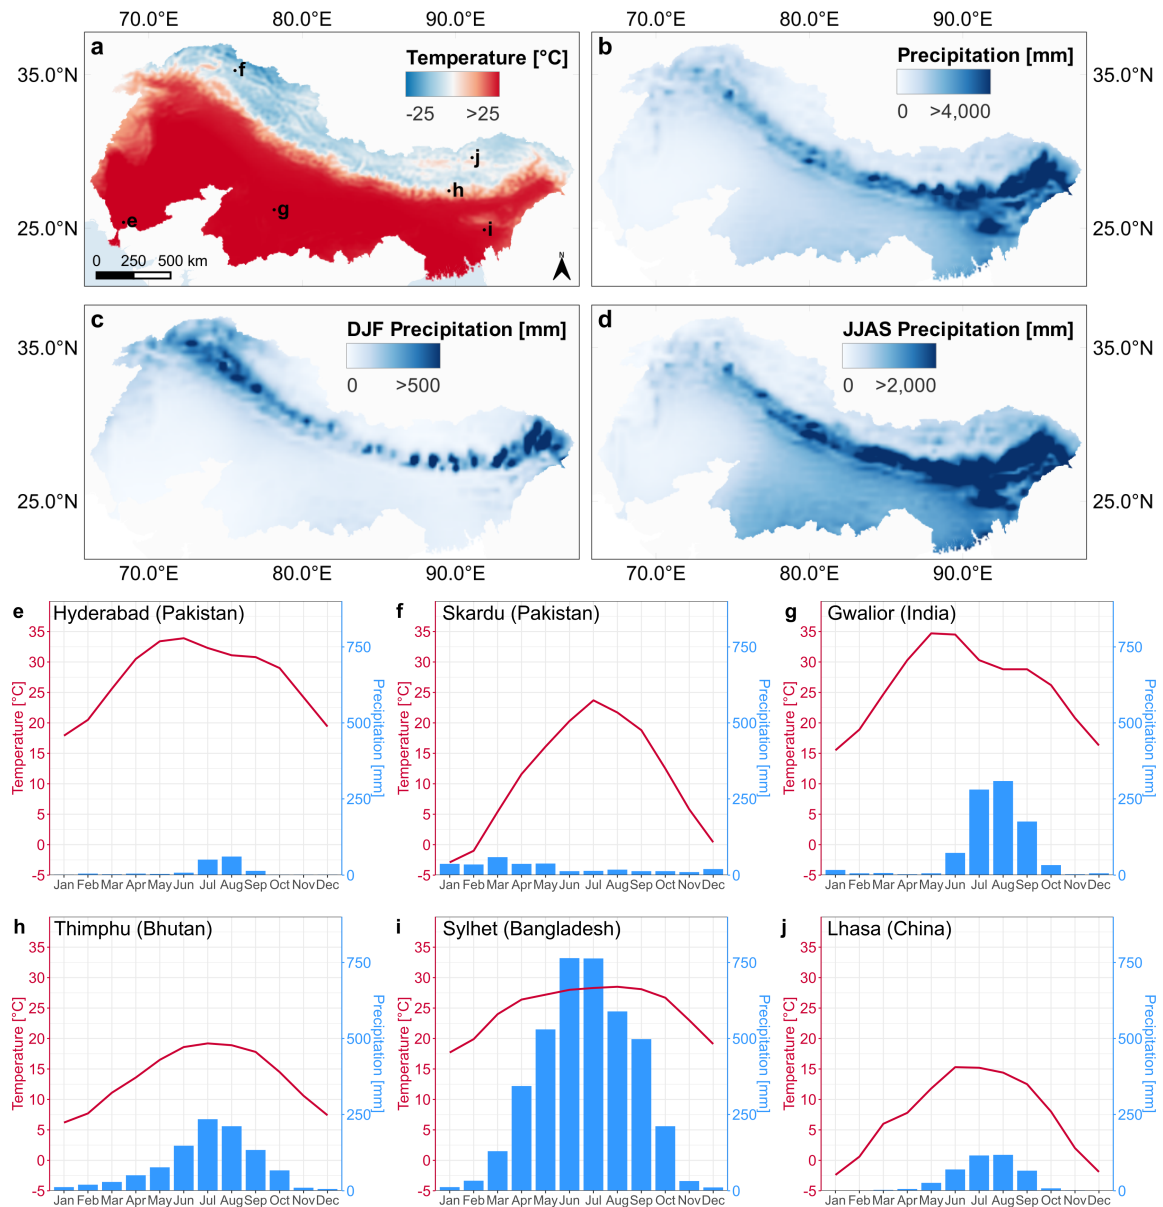 70.0°E 80.0°E 90.0°E 70.0°E 80.0°E 90.0°E
a Temperature [°C]
-25 >25
35.0°N
25.0°N
f
j
h
g
e
i
0 250 500 km
N
b Precipitation [mm]
0 >4,000
35.0°N
25.0°N
c DJF Precipitation [mm]
0 >500
35.0°N
25.0°N
d JJAS Precipitation [mm]
0 >2,000
35.0°N
25.0°N
70.0°E 80.0°E 90.0°E 70.0°E 80.0°E 90.0°E
e Hyderabad (Pakistan)
Temperature [°C]
35
30
25
20
15
10
5
0
-5
Precipitation [mm]
750
500
250
0
Jan Feb Mar Apr May Jun Jul Aug Sep Oct Nov Dec
f Skardu (Pakistan)
Temperature [°C]
35
30
25
20
15
10
5
0
-5
Precipitation [mm]
750
500
250
0
Jan Feb Mar Apr May Jun Jul Aug Sep Oct Nov Dec
g Gwalior (India)
Temperature [°C]
35
30
25
20
15
10
5
0
-5
Precipitation [mm]
750
500
250
0
Jan Feb Mar Apr May Jun Jul Aug Sep Oct Nov Dec
h Thimphu (Bhutan)
Temperature [°C]
35
30
25
20
15
10
5
0
-5
Precipitation [mm]
750
500
250
0
Jan Feb Mar Apr May Jun Jul Aug Sep Oct Nov Dec
i Sylhet (Bangladesh)
Temperature [°C]
35
30
25
20
15
10
5
0
-5
Precipitation [mm]
750
500
250
0
Jan Feb Mar Apr May Jun Jul Aug Sep Oct Nov Dec
j Lhasa (China)
Temperature [°C]
35
30
25
20
15
10
5
0
-5
Precipitation [mm]
750
500
250
0
Jan Feb Mar Apr May Jun Jul Aug Sep Oct Nov Dec